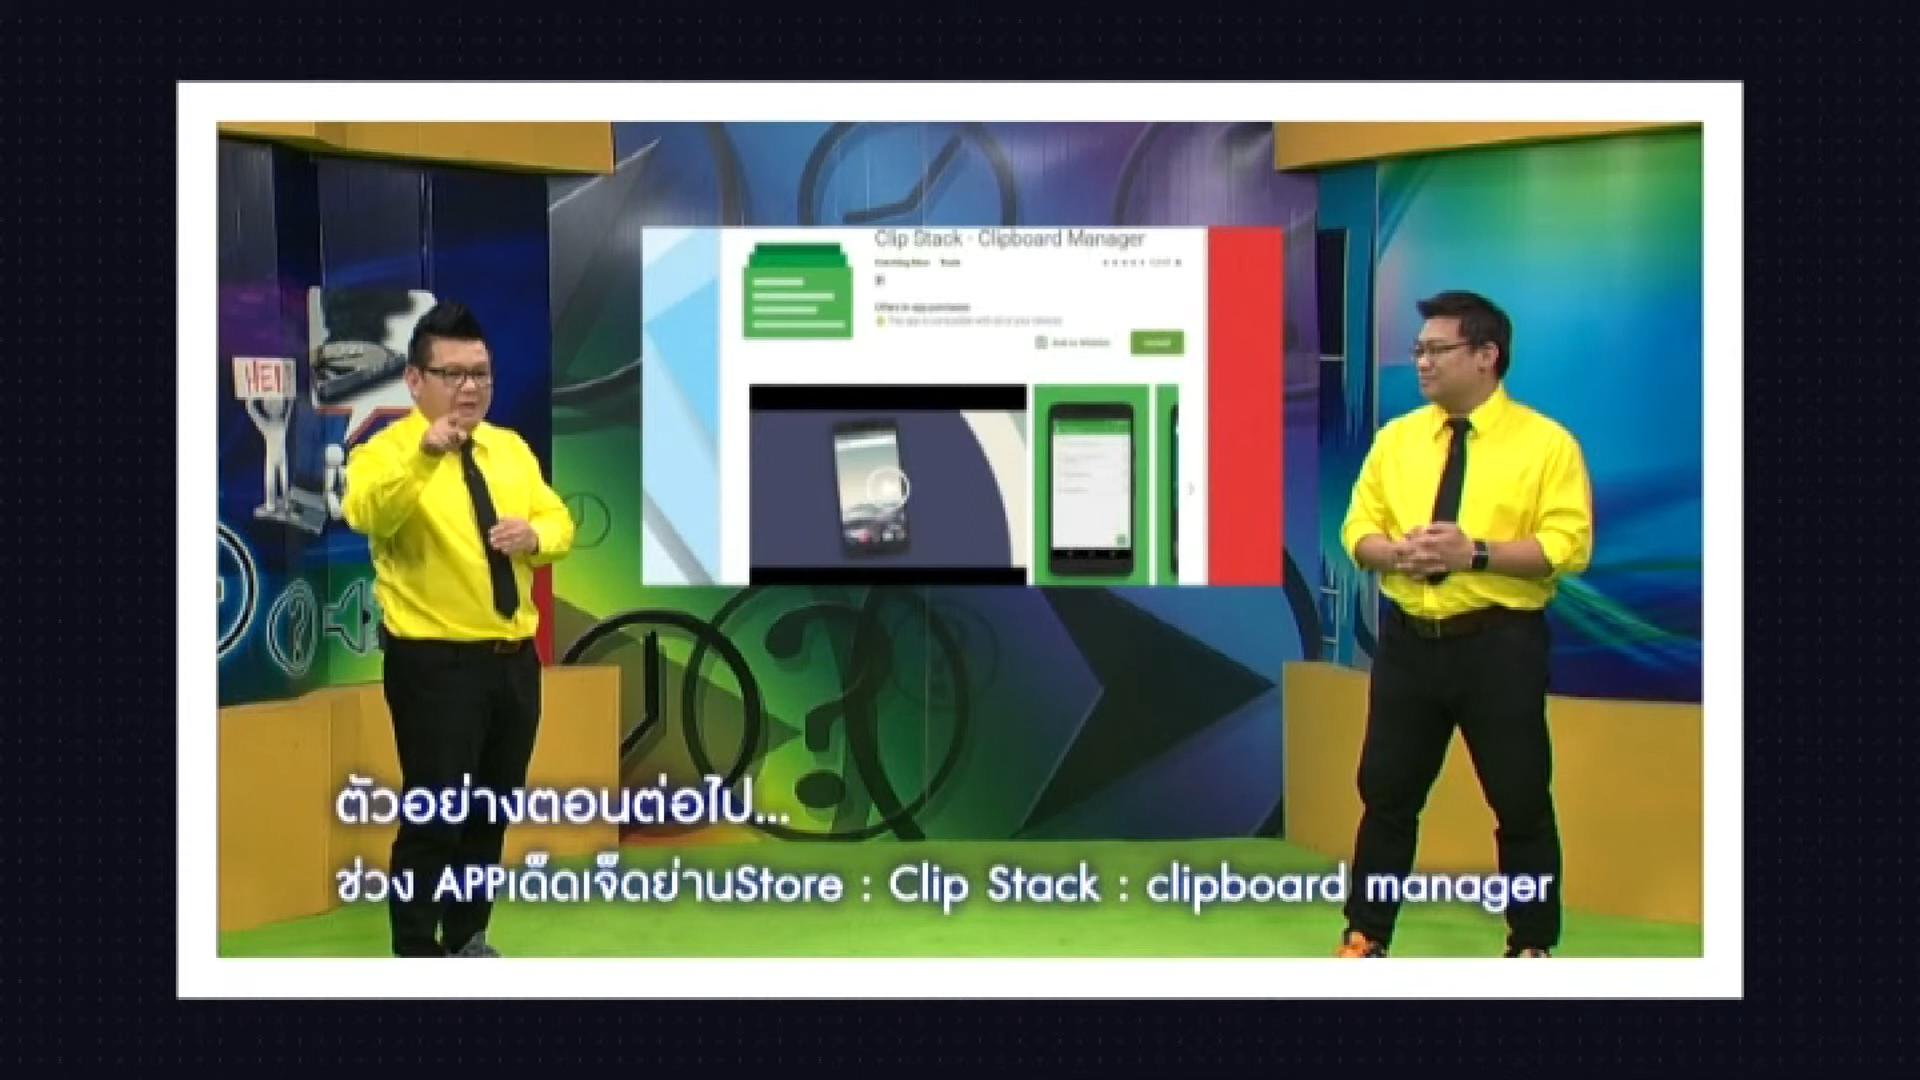 Clip Stack - Clipboard Manager
HE
ตัวอย่างตอนต่อไป...
ช่วง APPเด็ดเจ็ดย่านStore : Clip Stack : clipboard manager